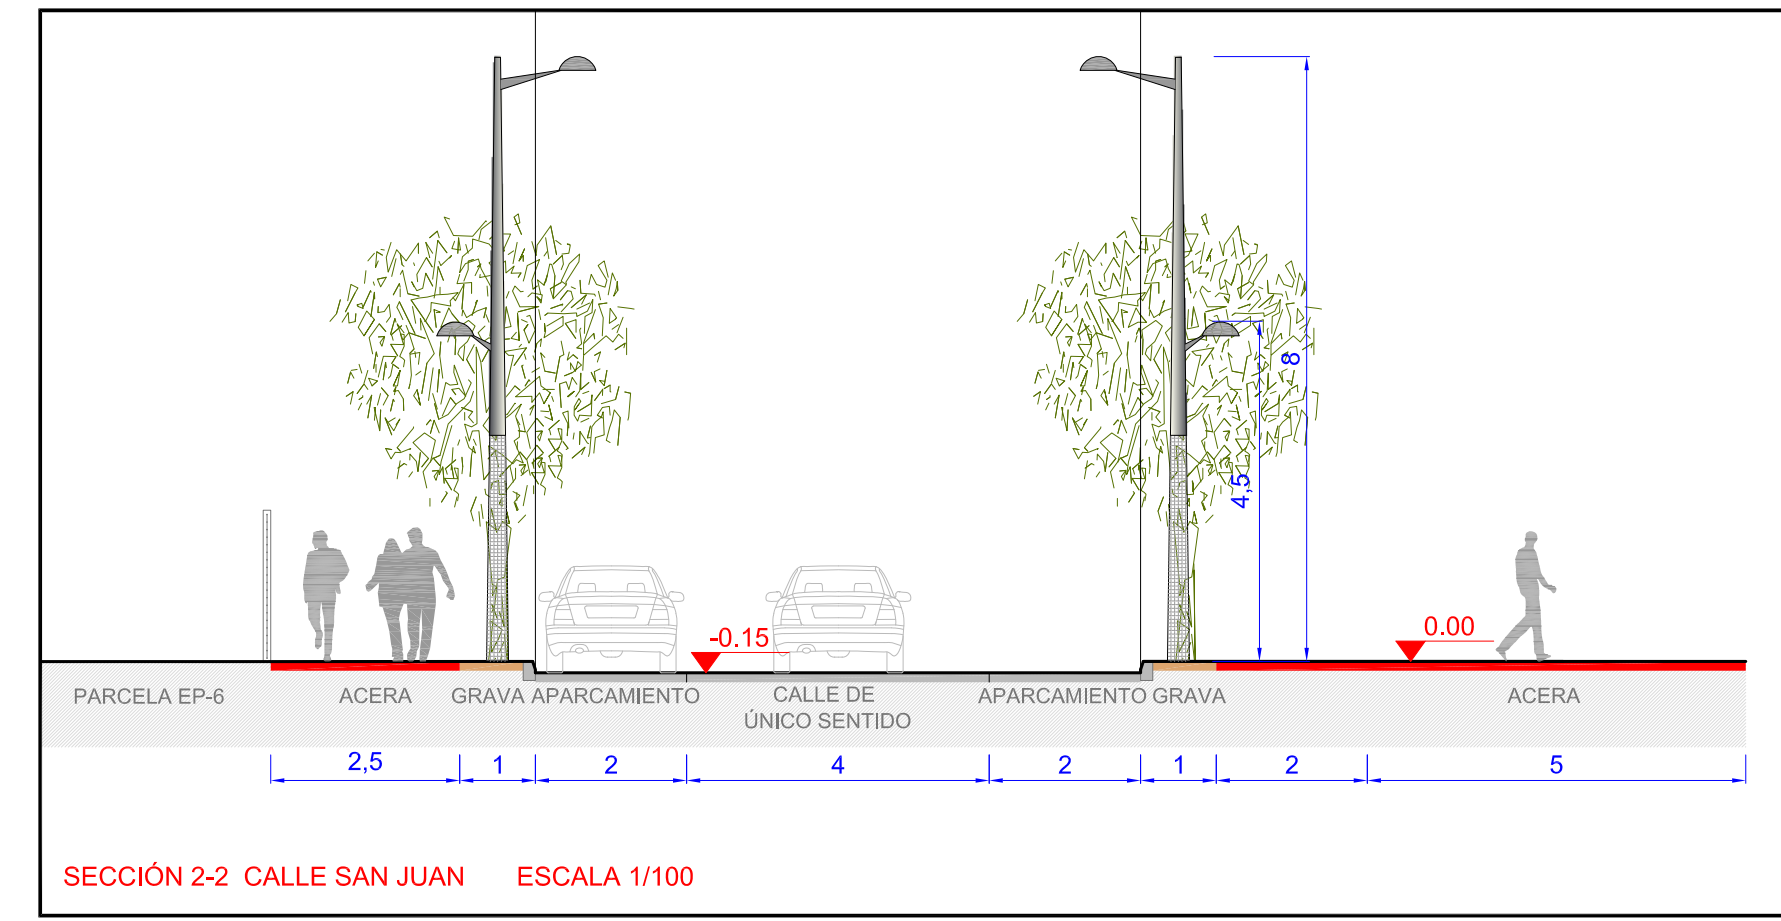 8
4,5
-0.15
0.00
PARCELA EP-6
ACERA
GRAVA
APARCAMIENTO
CALLE DE
ÚNICO SENTIDO
APARCAMIENTO
GRAVA
ACERA
2,5
1
2
4
2
1
2
5
SECCIÓN 2-2 CALLE SAN JUAN ESCALA 1/100